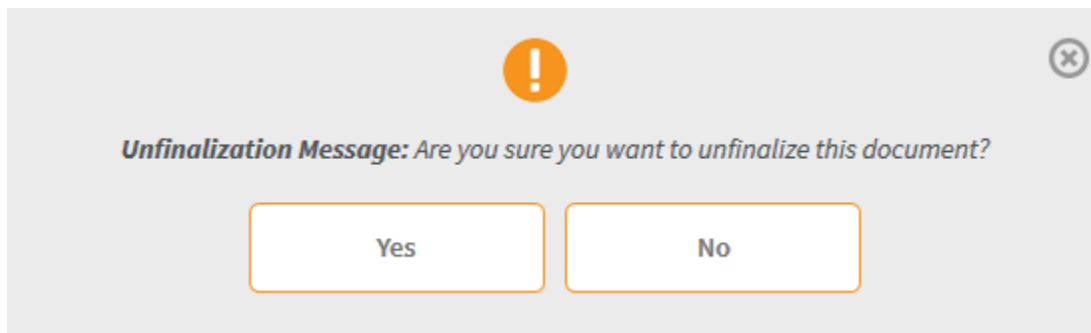 Unfinalization Message: Are you sure you want to unfinalize this document?
Yes
No